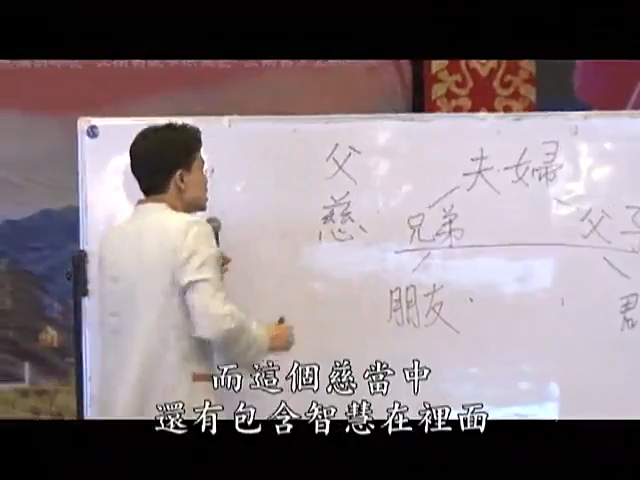 父 夫·婦
慈 兄弟 父子
朋友 君
而這個慈當中
還有包含智慧在裡面